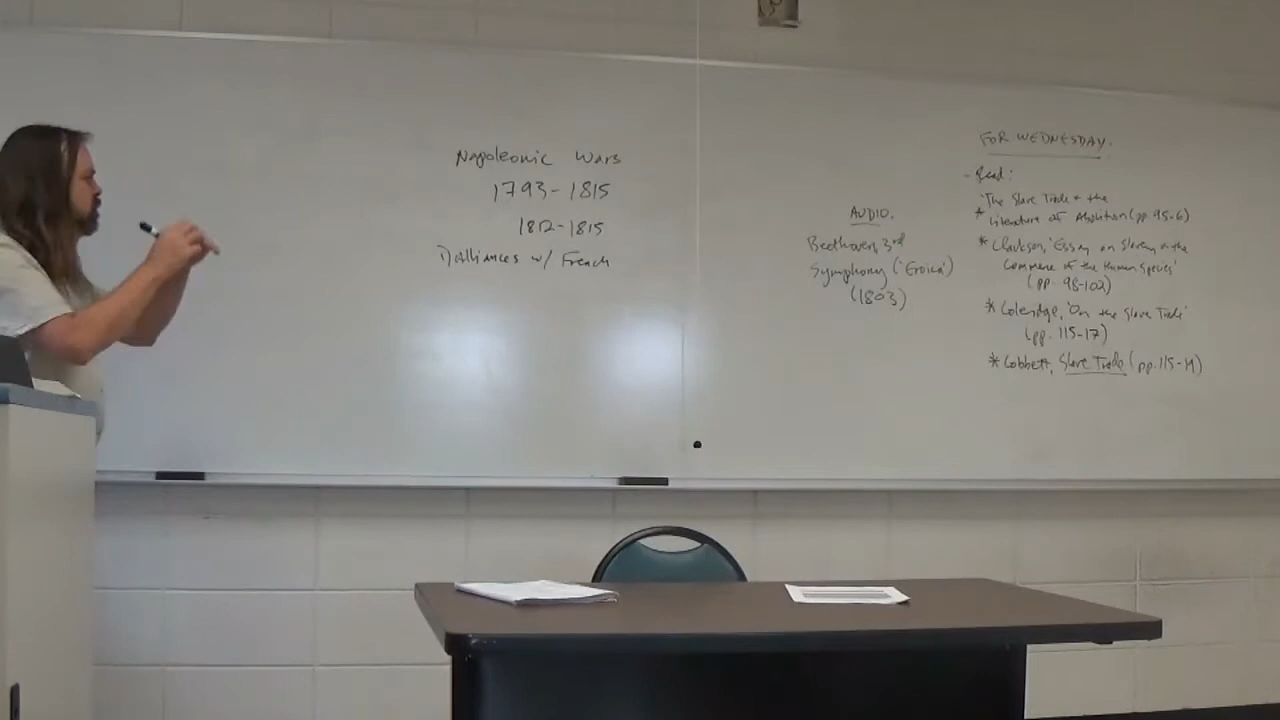 Napoleonic Wars
1793-1815
1812-1815
Dalliances w/ French
AUDIO.
Beethoven, 3rd
Symphony ('Eroica')
(1803)
FOR WEDNESDAY.
- Read:
* 'The Slave Trade & the
Literature of Abolition (pp. 95-6)
* Clarkson, 'Essay on Slavery & the
Commerce of the Human Species'
(pp. 98-102)
* Coleridge, 'On the Slave Trade'
(pp. 115-17)
* Cobbett, Slave Trade (pp. 115-